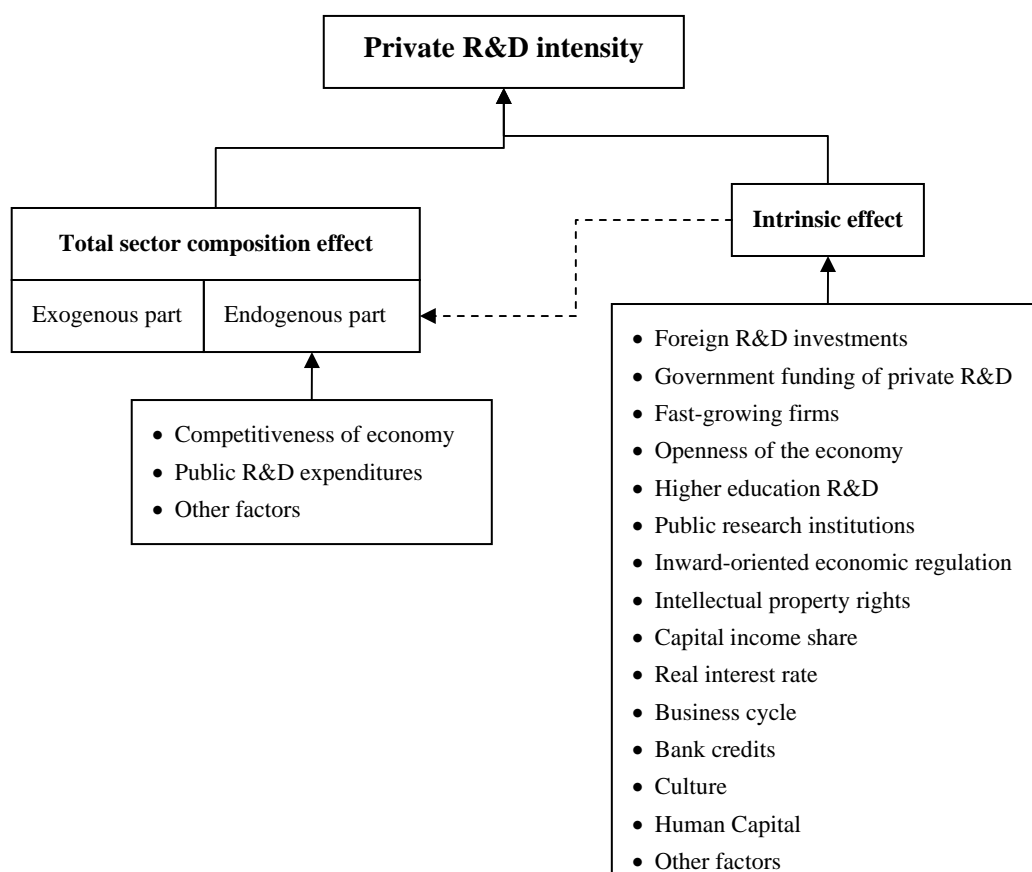 Private R&D intensity
Total sector composition effect
Exogenous part
Endogenous part
• Competitiveness of economy
• Public R&D expenditures
• Other factors
Intrinsic effect
• Foreign R&D investments
• Government funding of private R&D
• Fast-growing firms
• Openness of the economy
• Higher education R&D
• Public research institutions
• Inward-oriented economic regulation
• Intellectual property rights
• Capital income share
• Real interest rate
• Business cycle
• Bank credits
• Culture
• Human Capital
• Other factors